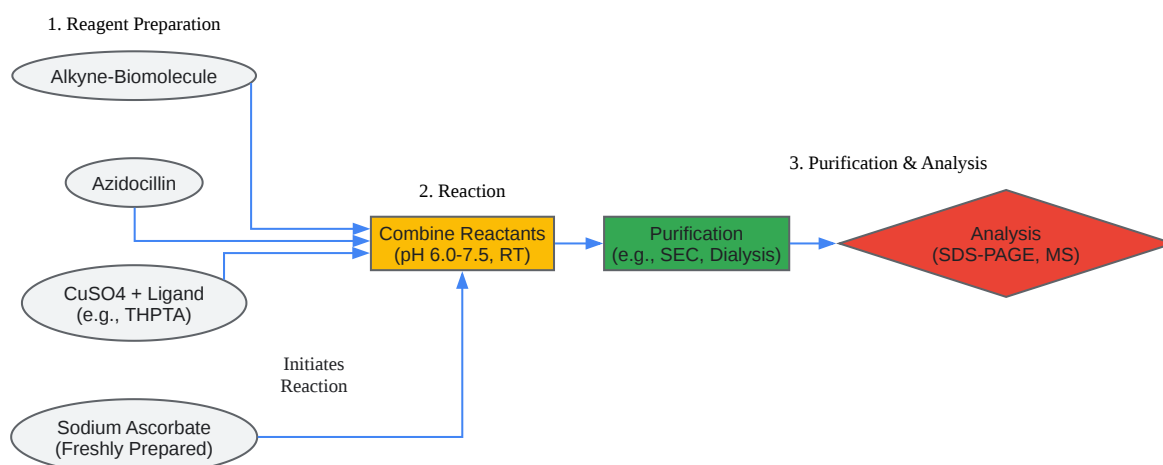 1. Reagent Preparation
Alkyne-Biomolecule
Azidocillin
CuSO4 + Ligand
(e.g., THPTA)
Initiates
Reaction
Sodium Ascorbate
(Freshly Prepared)
2. Reaction
Combine Reactants
(pH 6.0-7.5, RT)
Purification
(e.g., SEC, Dialysis)
3. Purification & Analysis
Analysis
(SDS-PAGE, MS)